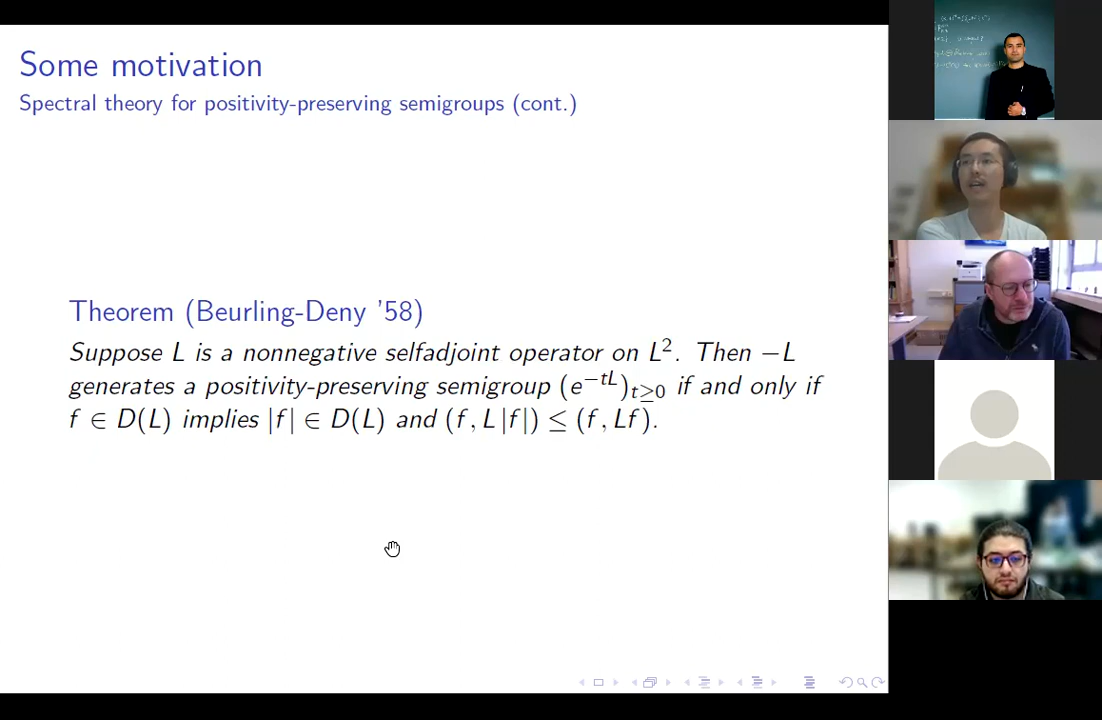 Some motivation
Spectral theory for positivity-preserving semigroups (cont.)
Theorem (Beurling-Deny '58)
Suppose L is a nonnegative selfadjoint operator on L². Then −L
generates a positivity-preserving semigroup (e^{−tL})_{t≥0} if and only if
f ∈ D(L) implies |f| ∈ D(L) and (f, L|f|) ≤ (f, Lf).